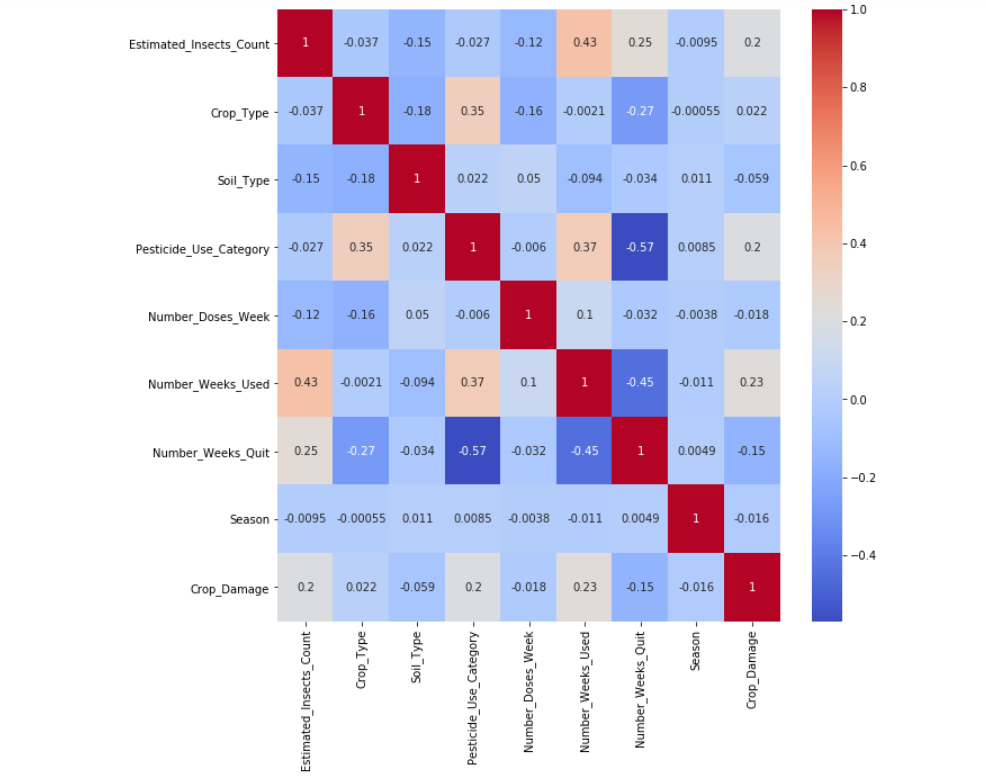 Estimated_Insects_Count 1 -0.037 -0.15 -0.027 -0.12 0.43 0.25 -0.0095 0.2
Crop_Type -0.037 1 -0.18 0.35 -0.16 -0.0021 -0.27 -0.00055 0.022
Soil_Type -0.15 -0.18 1 0.022 0.05 -0.094 -0.034 0.011 -0.059
Pesticide_Use_Category -0.027 0.35 0.022 1 -0.006 0.37 -0.57 0.0085 0.2
Number_Doses_Week -0.12 -0.16 0.05 -0.006 1 0.1 -0.032 -0.0038 -0.018
Number_Weeks_Used 0.43 -0.0021 -0.094 0.37 0.1 1 -0.45 -0.011 0.23
Number_Weeks_Quit 0.25 -0.27 -0.034 -0.57 -0.032 -0.45 1 0.0049 -0.15
Season -0.0095 -0.00055 0.011 0.0085 -0.0038 -0.011 0.0049 1 -0.016
Crop_Damage 0.2 0.022 -0.059 0.2 -0.018 0.23 -0.15 -0.016 1
Estimated_Insects_Count
Crop_Type
Soil_Type
Pesticide_Use_Category
Number_Doses_Week
Number_Weeks_Used
Number_Weeks_Quit
Season
Crop_Damage
1.0
0.8
0.6
0.4
0.2
0.0
−0.2
−0.4